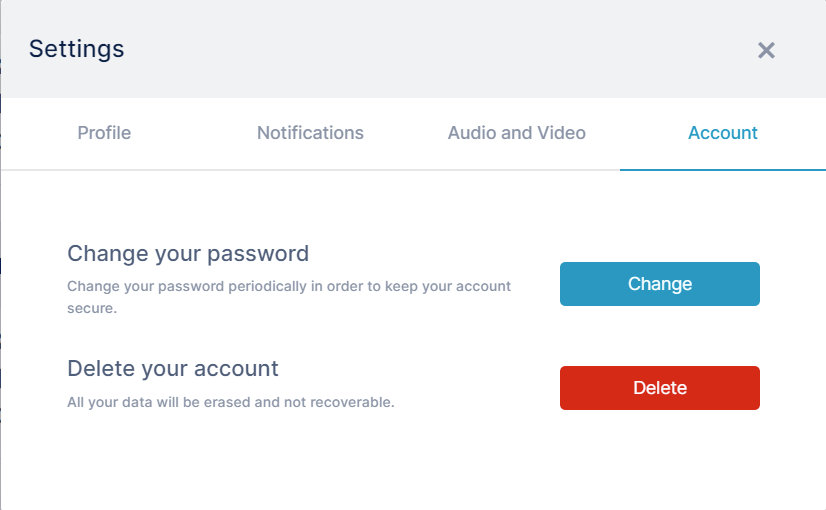 Settings
Profile Notifications Audio and Video Account
Change your password
Change your password periodically in order to keep your account
secure.
Change
Delete your account
All your data will be erased and not recoverable.
Delete